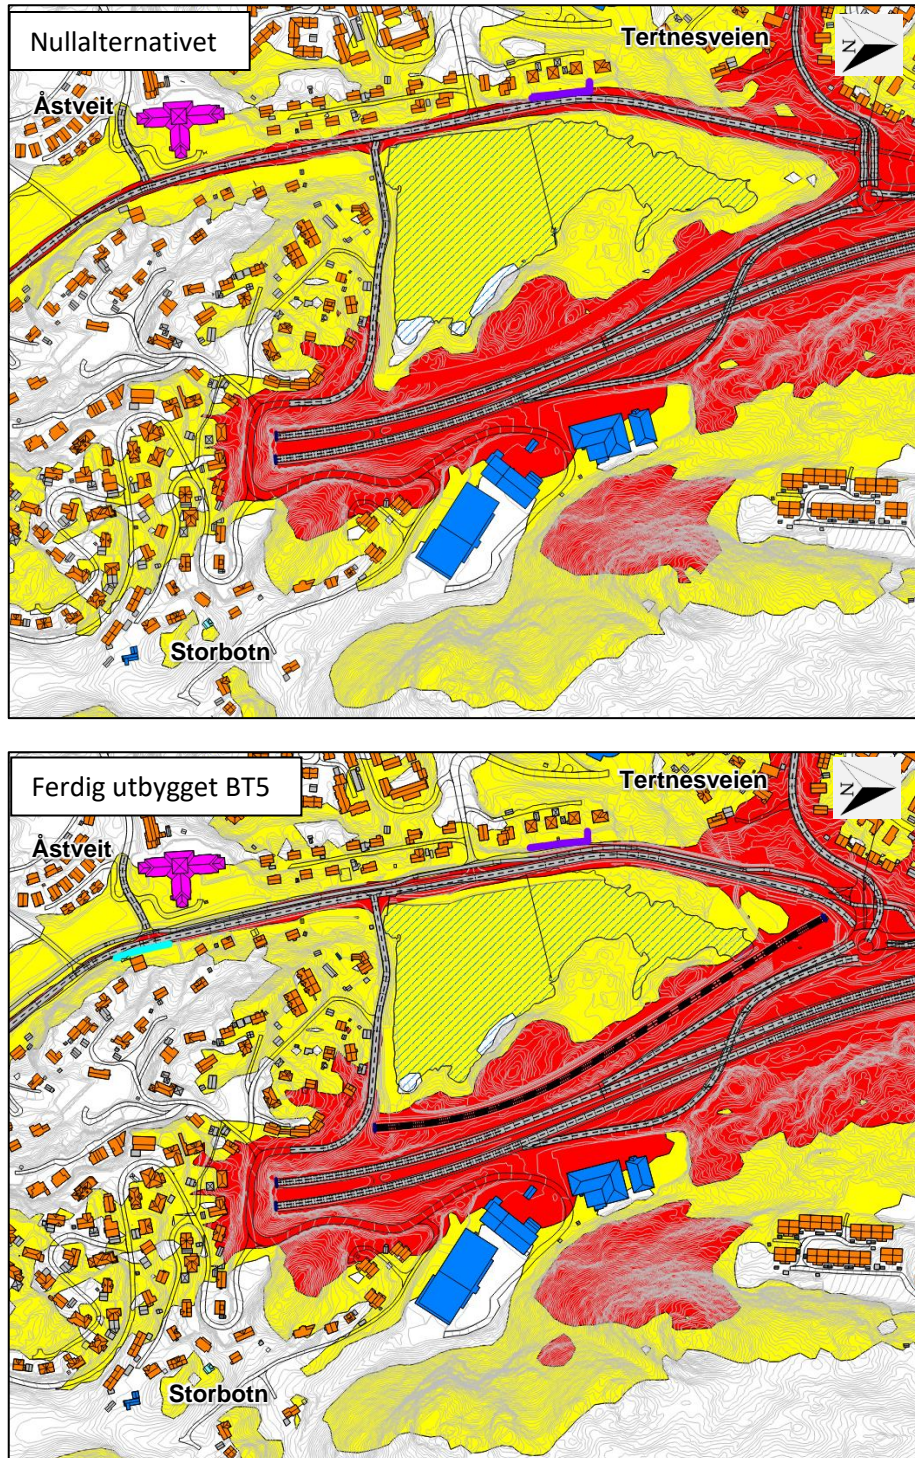 Nullalternativet
Tertnesveien
N
Åstveit
Storbotn
Ferdig utbygget BT5
Tertnesveien
N
Åstveit
Storbotn